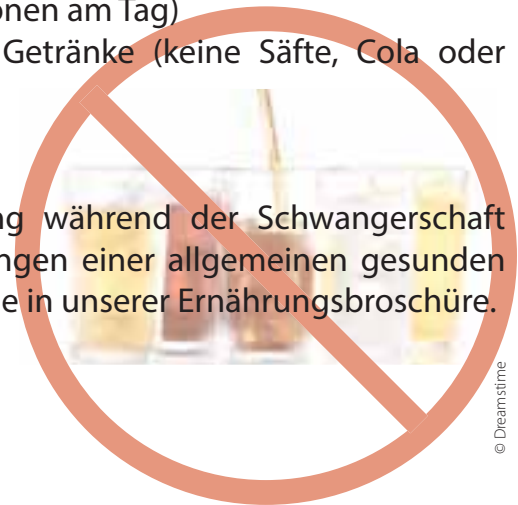 onen am Tag)
Getränke (keine Säfte, Cola oder
ng während der Schwangerschaft
ngen einer allgemeinen gesunden
e in unserer Ernährungsbroschüre.
© Dreamstime